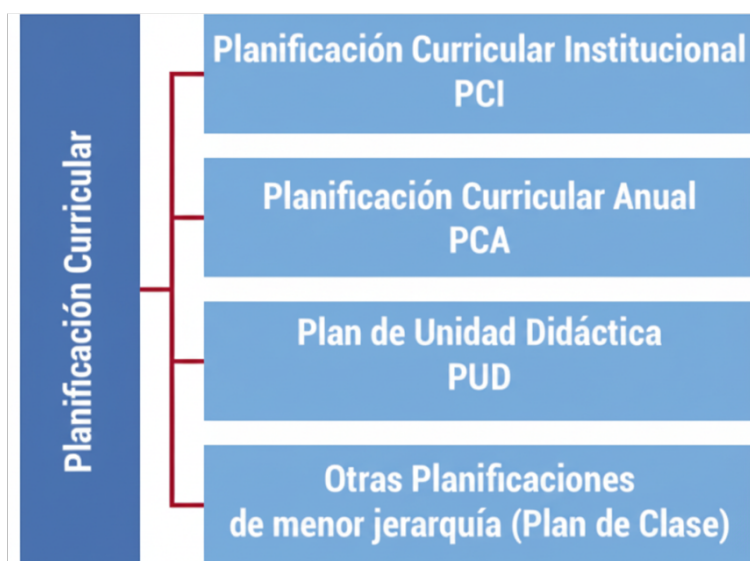 Planificación Curricular
Planificación Curricular Institucional
PCI
Planificación Curricular Anual
PCA
Plan de Unidad Didáctica
PUD
Otras Planificaciones
de menor jerarquía (Plan de Clase)